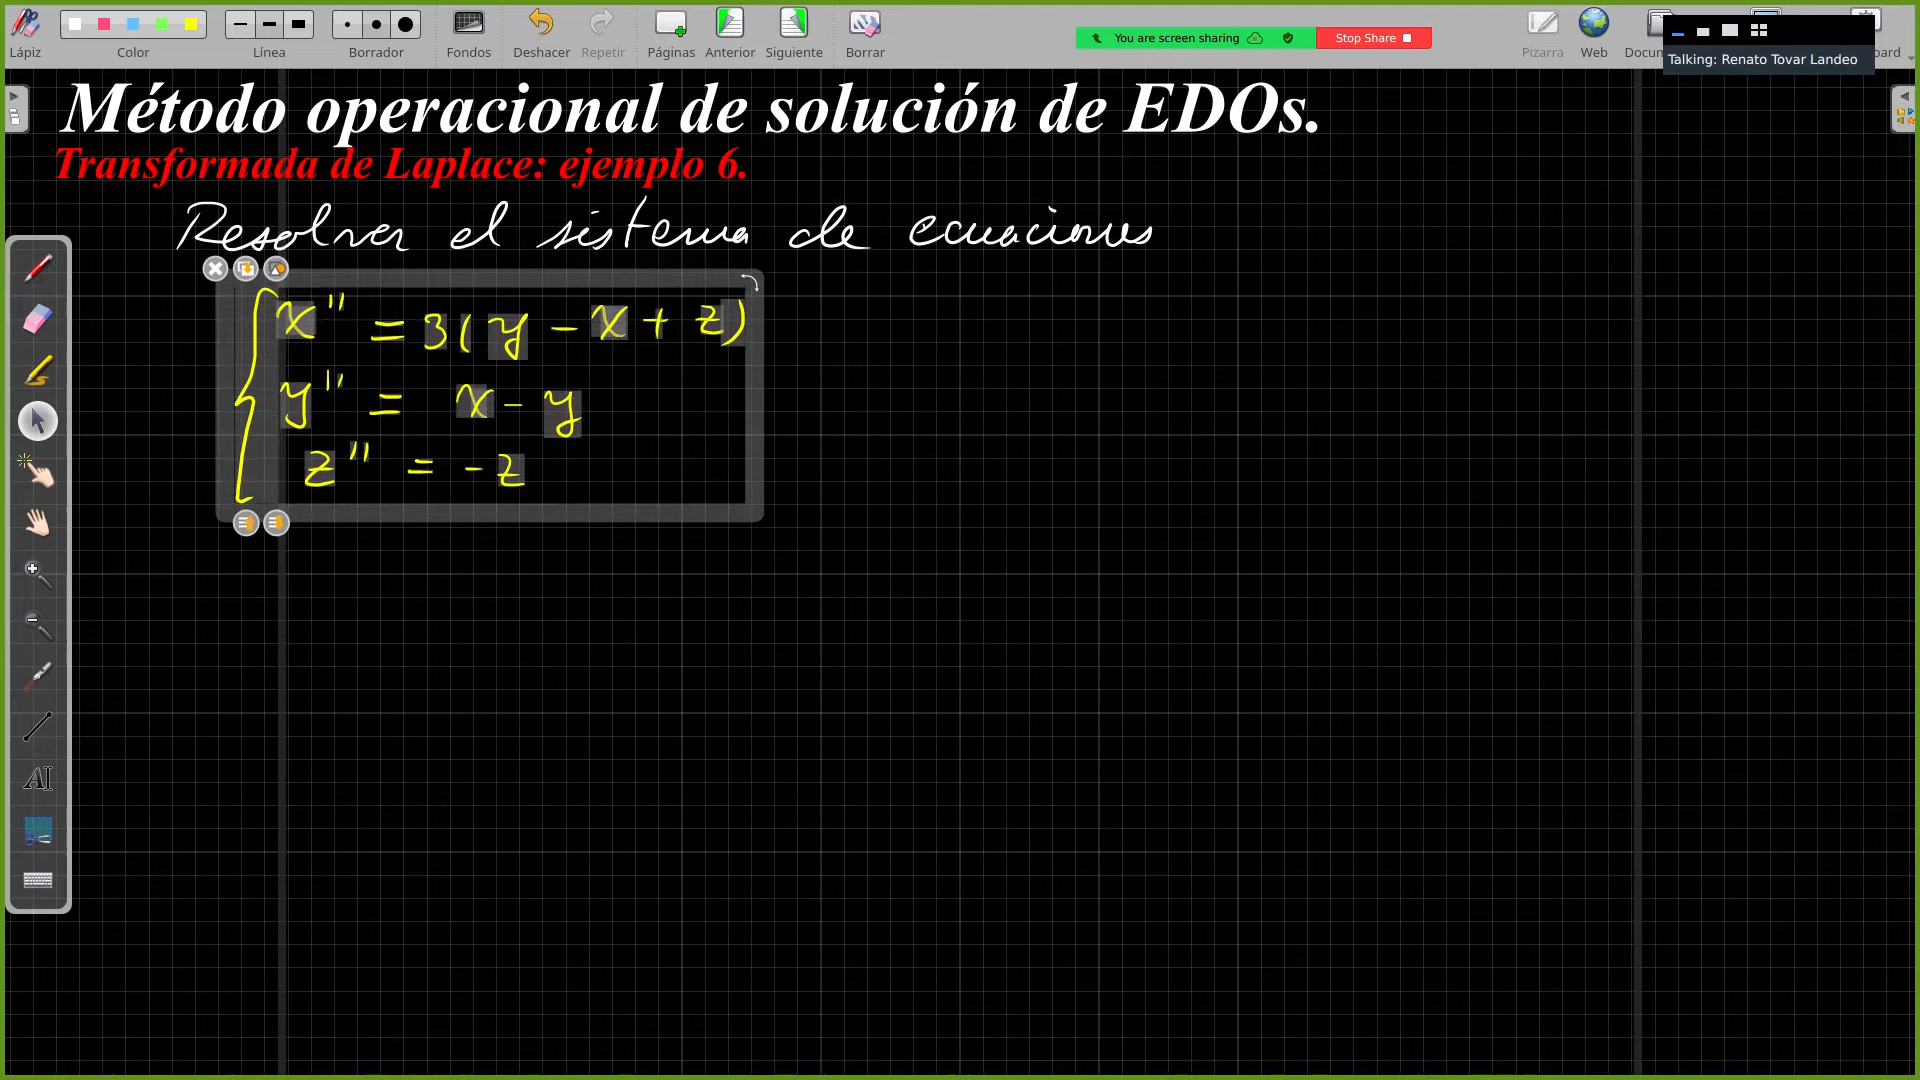 Lápiz Color Línea Borrador Fondos Deshacer Repetir Páginas Anterior Siguiente Borrar Pizarra Web Docum
You are screen sharing Stop Share
Talking: Renato Tovar Landeo
Método operacional de solución de EDOs.
Transformada de Laplace: ejemplo 6.
Resolver el sistema de ecuaciones
x'' = 3(y - x + z)
y'' = x - y
z'' = -z